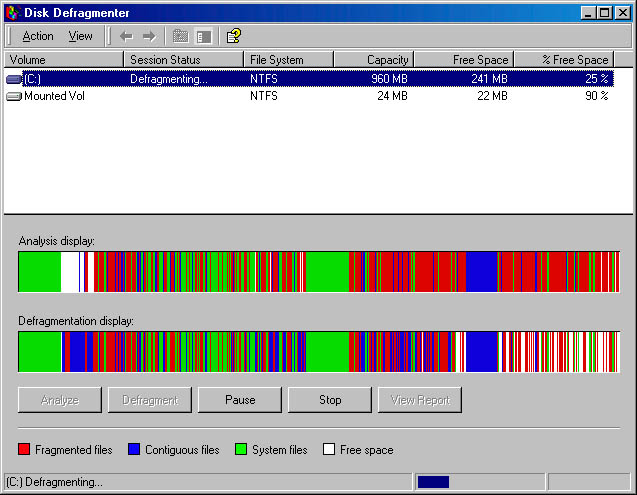 Disk Defragmenter
Action View
Volume Session Status File System Capacity Free Space % Free Space
(C:) Defragmenting... NTFS 960 MB 241 MB 25 %
Mounted Vol NTFS 24 MB 22 MB 90 %
Analysis display:
Defragmentation display:
Analyze Defragment Pause Stop View Report
Fragmented files Contiguous files System files Free space
(C:) Defragmenting...